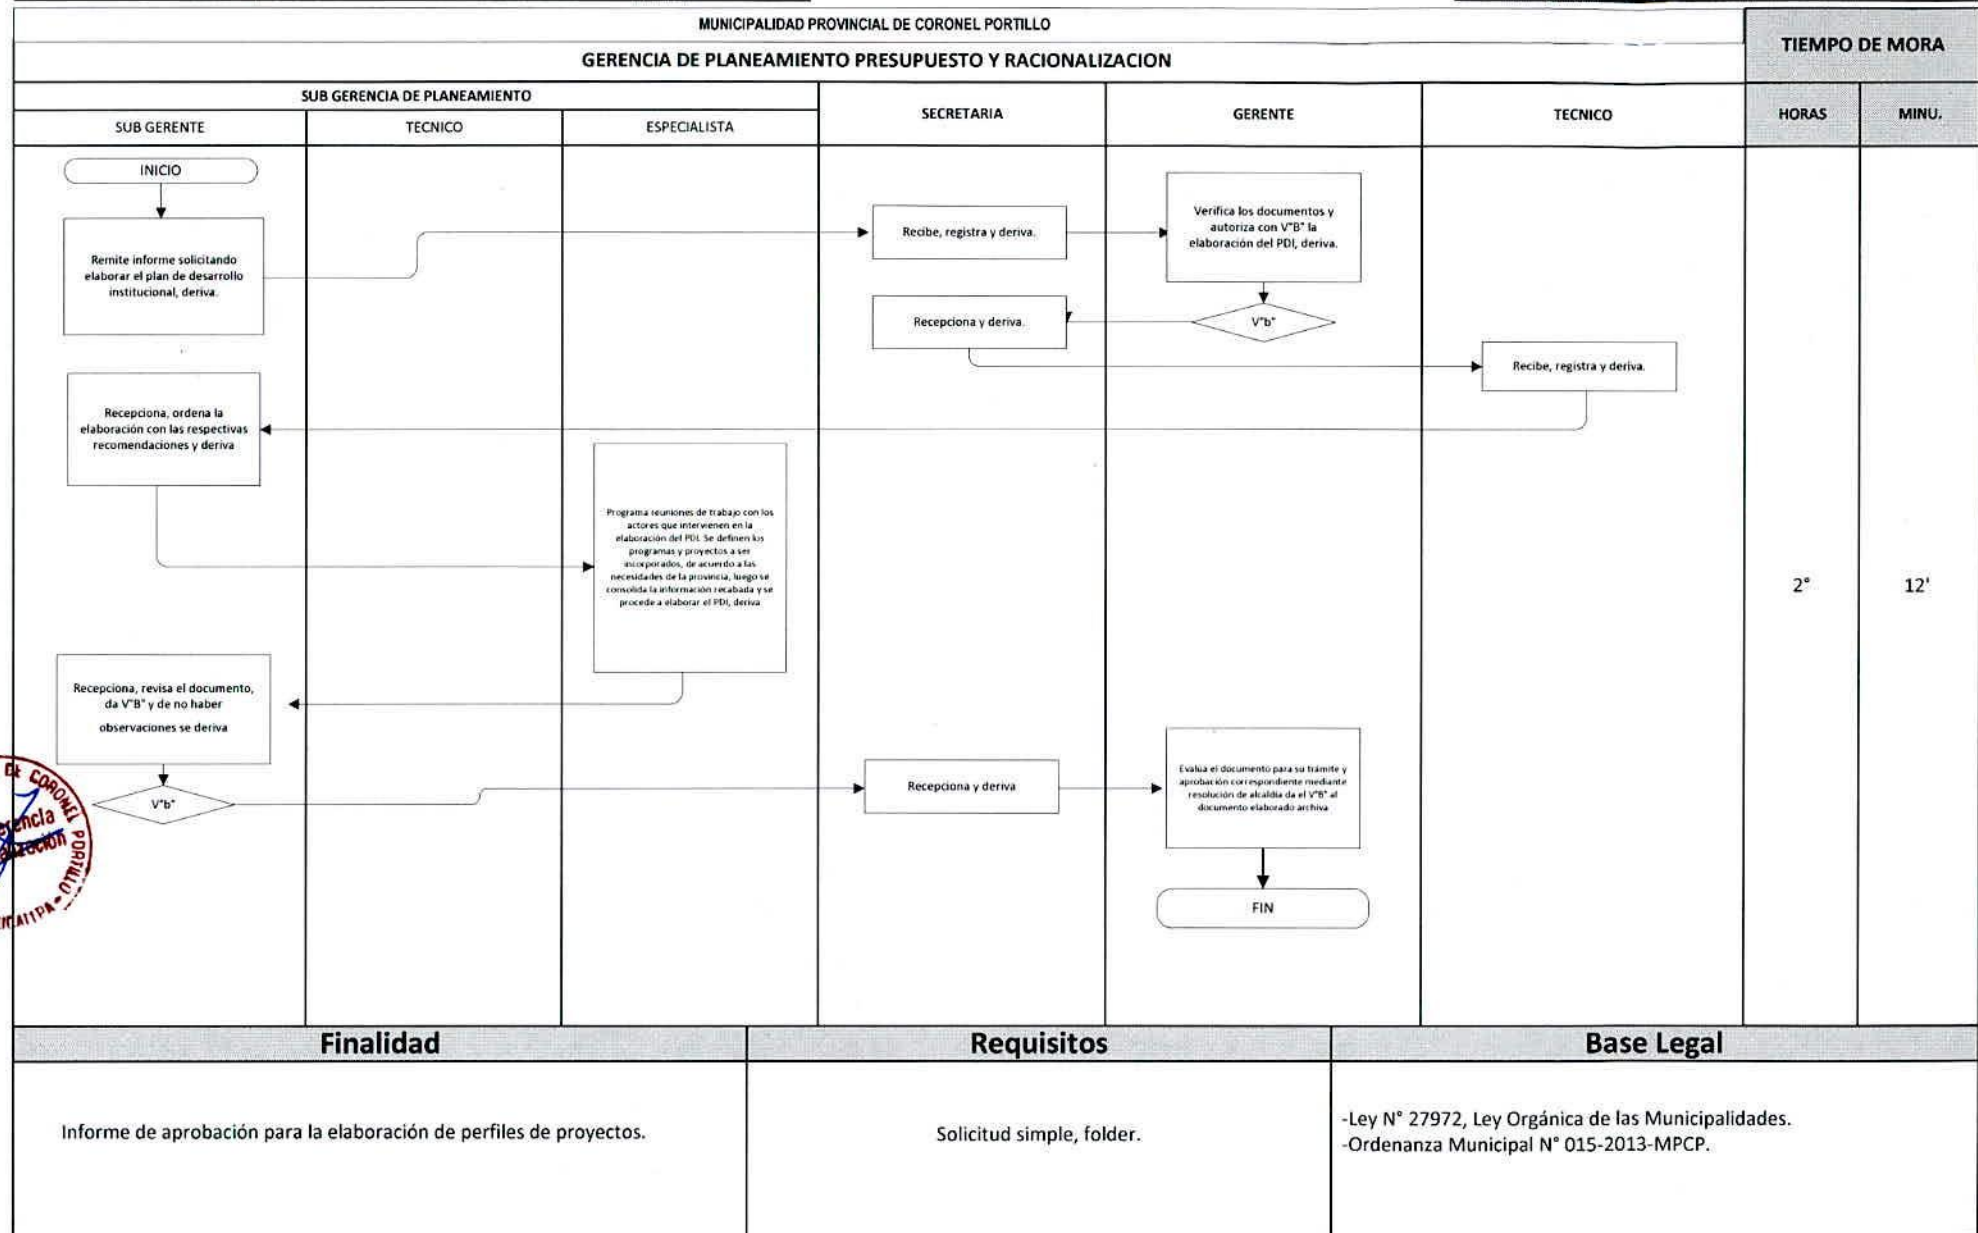 MUNICIPALIDAD PROVINCIAL DE CORONEL PORTILLO
TIEMPO DE MORA
GERENCIA DE PLANEAMIENTO PRESUPUESTO Y RACIONALIZACION
SUB GERENCIA DE PLANEAMIENTO
SECRETARIA
GERENTE
TECNICO
HORAS
MINU.
SUB GERENTE
TECNICO
ESPECIALISTA
INICIO
Remite informe solicitando
elaborar el plan de desarrollo
institucional, deriva.
Recibe, registra y deriva.
Verifica los documentos y
autoriza con V°B° la
elaboración del PDI, deriva.
V°b°
Recepciona y deriva.
Recibe, registra y deriva.
Recepciona, ordena la
elaboración con las respectivas
recomendaciones y deriva
Programa reuniones de trabajo con los
actores que intervienen en la
elaboración del PDI. Se definen los
programas y proyectos a ser
incorporados, de acuerdo a las
necesidades de la provincia, luego se
consolida la información recabada y se
procede a elaborar el PDI, deriva
2°
12'
Recepciona, revisa el documento,
da V°B° y de no haber
observaciones se deriva
V°b°
Recepciona y deriva
Evalúa el documento para su trámite y
aprobación correspondiente mediante
resolución de alcaldía da el V°B° al
documento elaborado archiva
FIN
DE CORONEL PORTILLO
Finalidad
Requisitos
Base Legal
Informe de aprobación para la elaboración de perfiles de proyectos.
Solicitud simple, folder.
-Ley N° 27972, Ley Orgánica de las Municipalidades.
-Ordenanza Municipal N° 015-2013-MPCP.